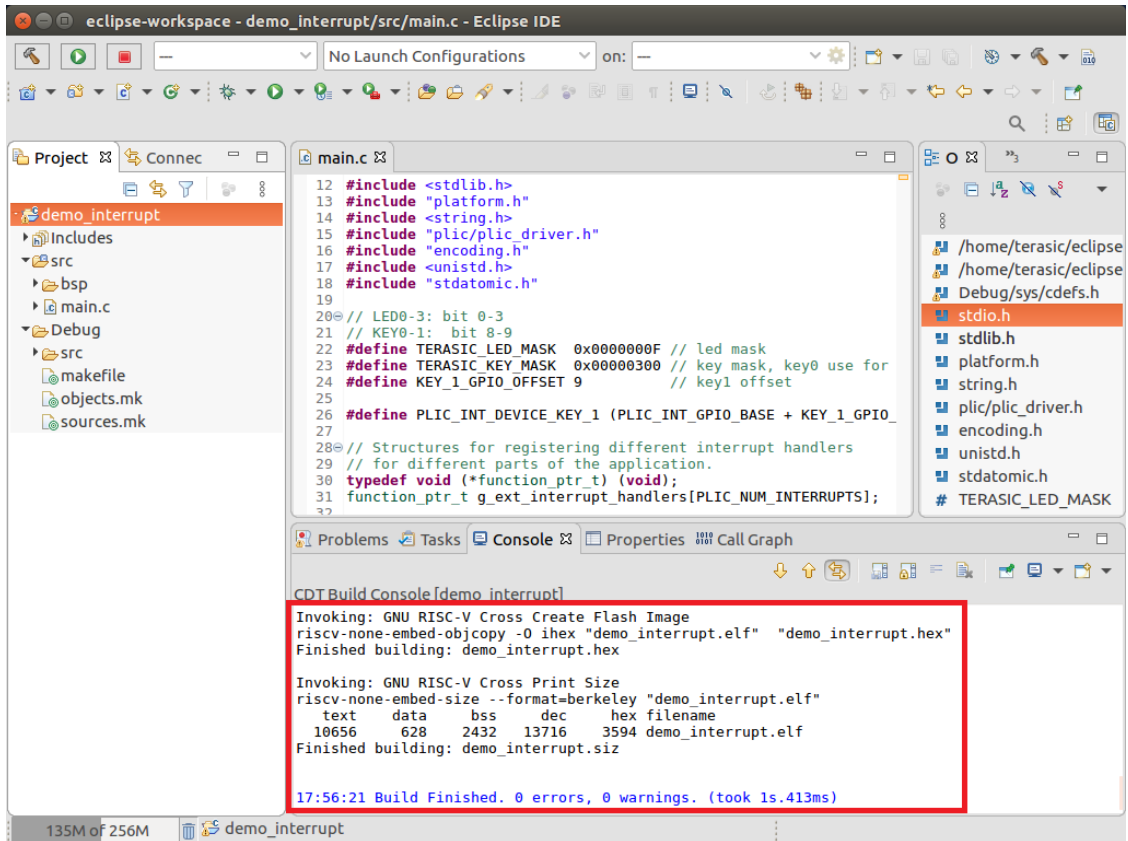 eclipse-workspace - demo_interrupt/src/main.c - Eclipse IDE
--- No Launch Configurations on: ---
Project Connec
demo_interrupt
Includes
src
bsp
main.c
Debug
src
makefile
objects.mk
sources.mk
main.c
12 #include <stdlib.h>
13 #include "platform.h"
14 #include <string.h>
15 #include "plic/plic_driver.h"
16 #include "encoding.h"
17 #include <unistd.h>
18 #include "stdatomic.h"
19
20 // LED0-3: bit 0-3
21 // KEY0-1:  bit 8-9
22 #define TERASIC_LED_MASK  0x0000000F // led mask
23 #define TERASIC_KEY_MASK  0x00000300 // key mask, key0 use for
24 #define KEY_1_GPIO_OFFSET 9          // key1 offset
25
26 #define PLIC_INT_DEVICE_KEY_1 (PLIC_INT_GPIO_BASE + KEY_1_GPIO_
27
28 // Structures for registering different interrupt handlers
29 // for different parts of the application.
30 typedef void (*function_ptr_t) (void);
31 function_ptr_t g_ext_interrupt_handlers[PLIC_NUM_INTERRUPTS];
32
O »3
/home/terasic/eclipse
/home/terasic/eclipse
Debug/sys/cdefs.h
stdio.h
stdlib.h
platform.h
string.h
plic/plic_driver.h
encoding.h
unistd.h
stdatomic.h
# TERASIC_LED_MASK
Problems Tasks Console Properties Call Graph
CDT Build Console [demo_interrupt]
Invoking: GNU RISC-V Cross Create Flash Image
riscv-none-embed-objcopy -O ihex "demo_interrupt.elf"  "demo_interrupt.hex"
Finished building: demo_interrupt.hex

Invoking: GNU RISC-V Cross Print Size
riscv-none-embed-size --format=berkeley "demo_interrupt.elf"
   text    data     bss     dec     hex filename
  10656     628    2432   13716    3594 demo_interrupt.elf
Finished building: demo_interrupt.siz

17:56:21 Build Finished. 0 errors, 0 warnings. (took 1s.413ms)
135M of 256M demo_interrupt